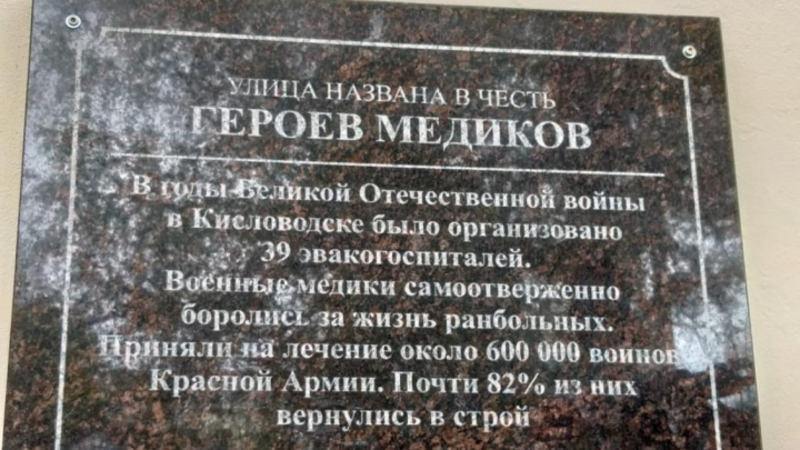 УЛИЦА НАЗВАНА В ЧЕСТЬ
ГЕРОЕВ МЕДИКОВ
В годы Великой Отечественной войны
в Кисловодске было организовано
39 эвакогоспиталей.
Военные медики самоотверженно
боролись за жизнь ранбольных.
Приняли на лечение около 600 000 воинов
Красной Армии. Почти 82% из них
вернулись в строй